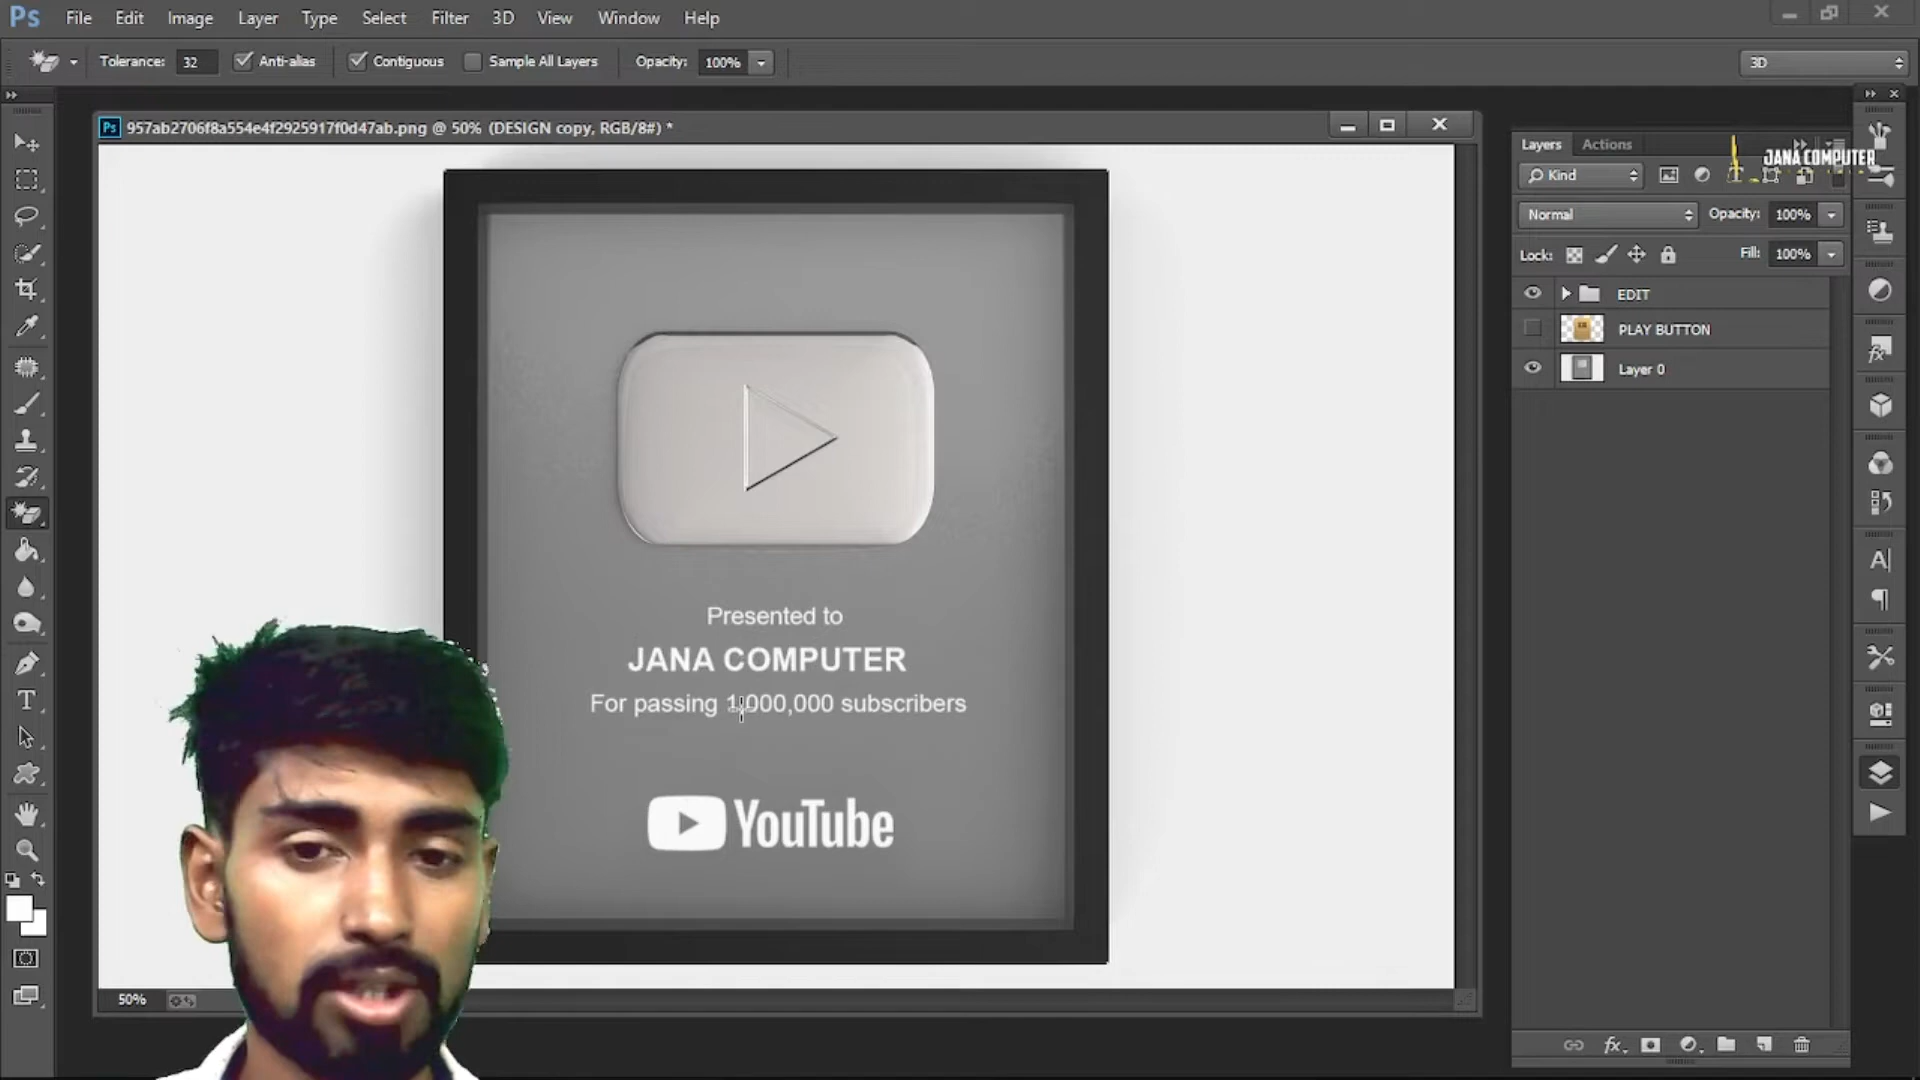 Ps File Edit Image Layer Type Select Filter 3D View Window Help
Tolerance: 32 Anti-alias Contiguous Sample All Layers Opacity: 100% 3D
Ps 957ab2706f8a554e4f2925917f0d47ab.png @ 50% (DESIGN copy, RGB/8#) *
Layers Actions
JANA COMPUTER
Kind
Normal Opacity: 100%
Lock: Fill: 100%
EDIT
PLAY BUTTON
Layer 0
Presented to
JANA COMPUTER
For passing 1,000,000 subscribers
YouTube
50%